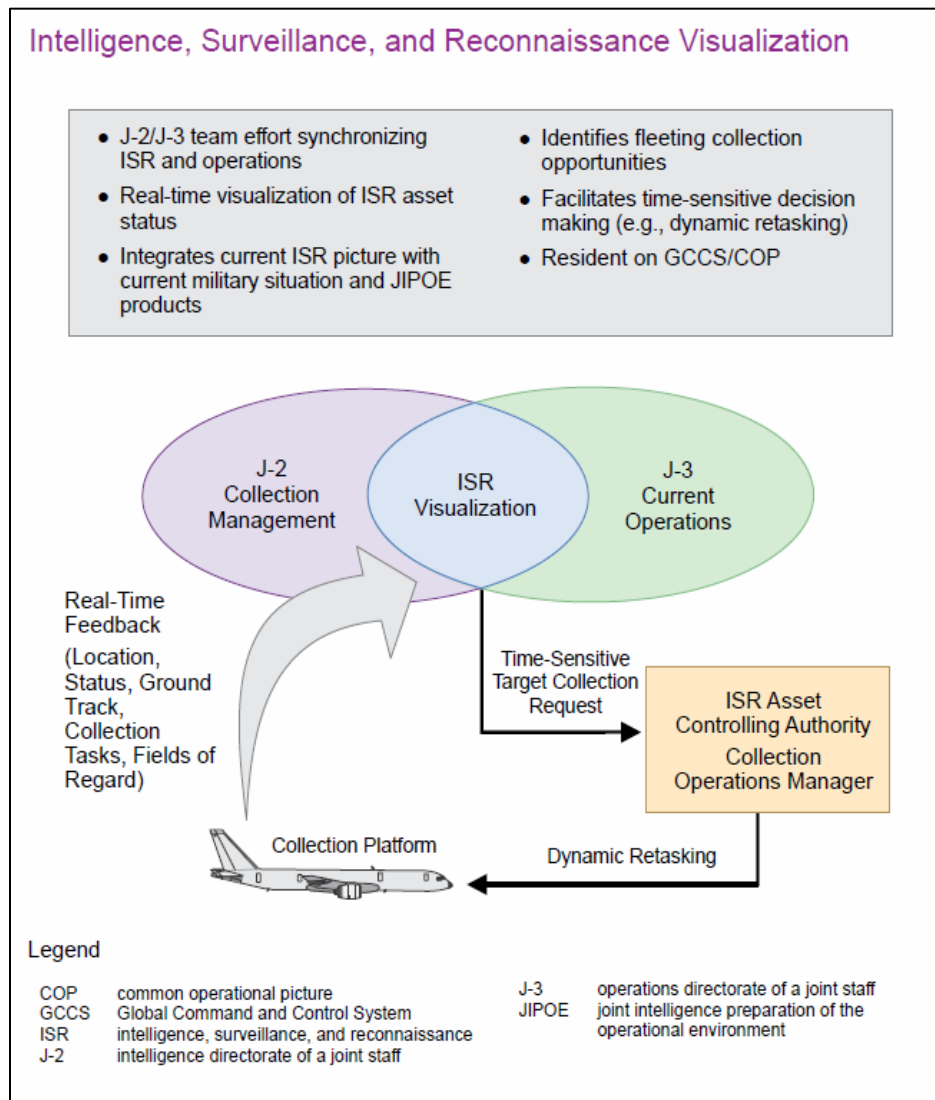 Intelligence, Surveillance, and Reconnaissance Visualization
● J-2/J-3 team effort synchronizing
ISR and operations
● Real-time visualization of ISR asset
status
● Integrates current ISR picture with
current military situation and JIPOE
products
● Identifies fleeting collection
opportunities
● Facilitates time-sensitive decision
making (e.g., dynamic retasking)
● Resident on GCCS/COP
J-2
Collection
Management
ISR
Visualization
J-3
Current
Operations
Real-Time
Feedback
(Location,
Status, Ground
Track,
Collection
Tasks, Fields of
Regard)
Time-Sensitive
Target Collection
Request
ISR Asset
Controlling Authority
Collection
Operations Manager
Collection Platform
Dynamic Retasking
Legend
COP common operational picture
GCCS Global Command and Control System
ISR intelligence, surveillance, and reconnaissance
J-2 intelligence directorate of a joint staff
J-3 operations directorate of a joint staff
JIPOE joint intelligence preparation of the
operational environment